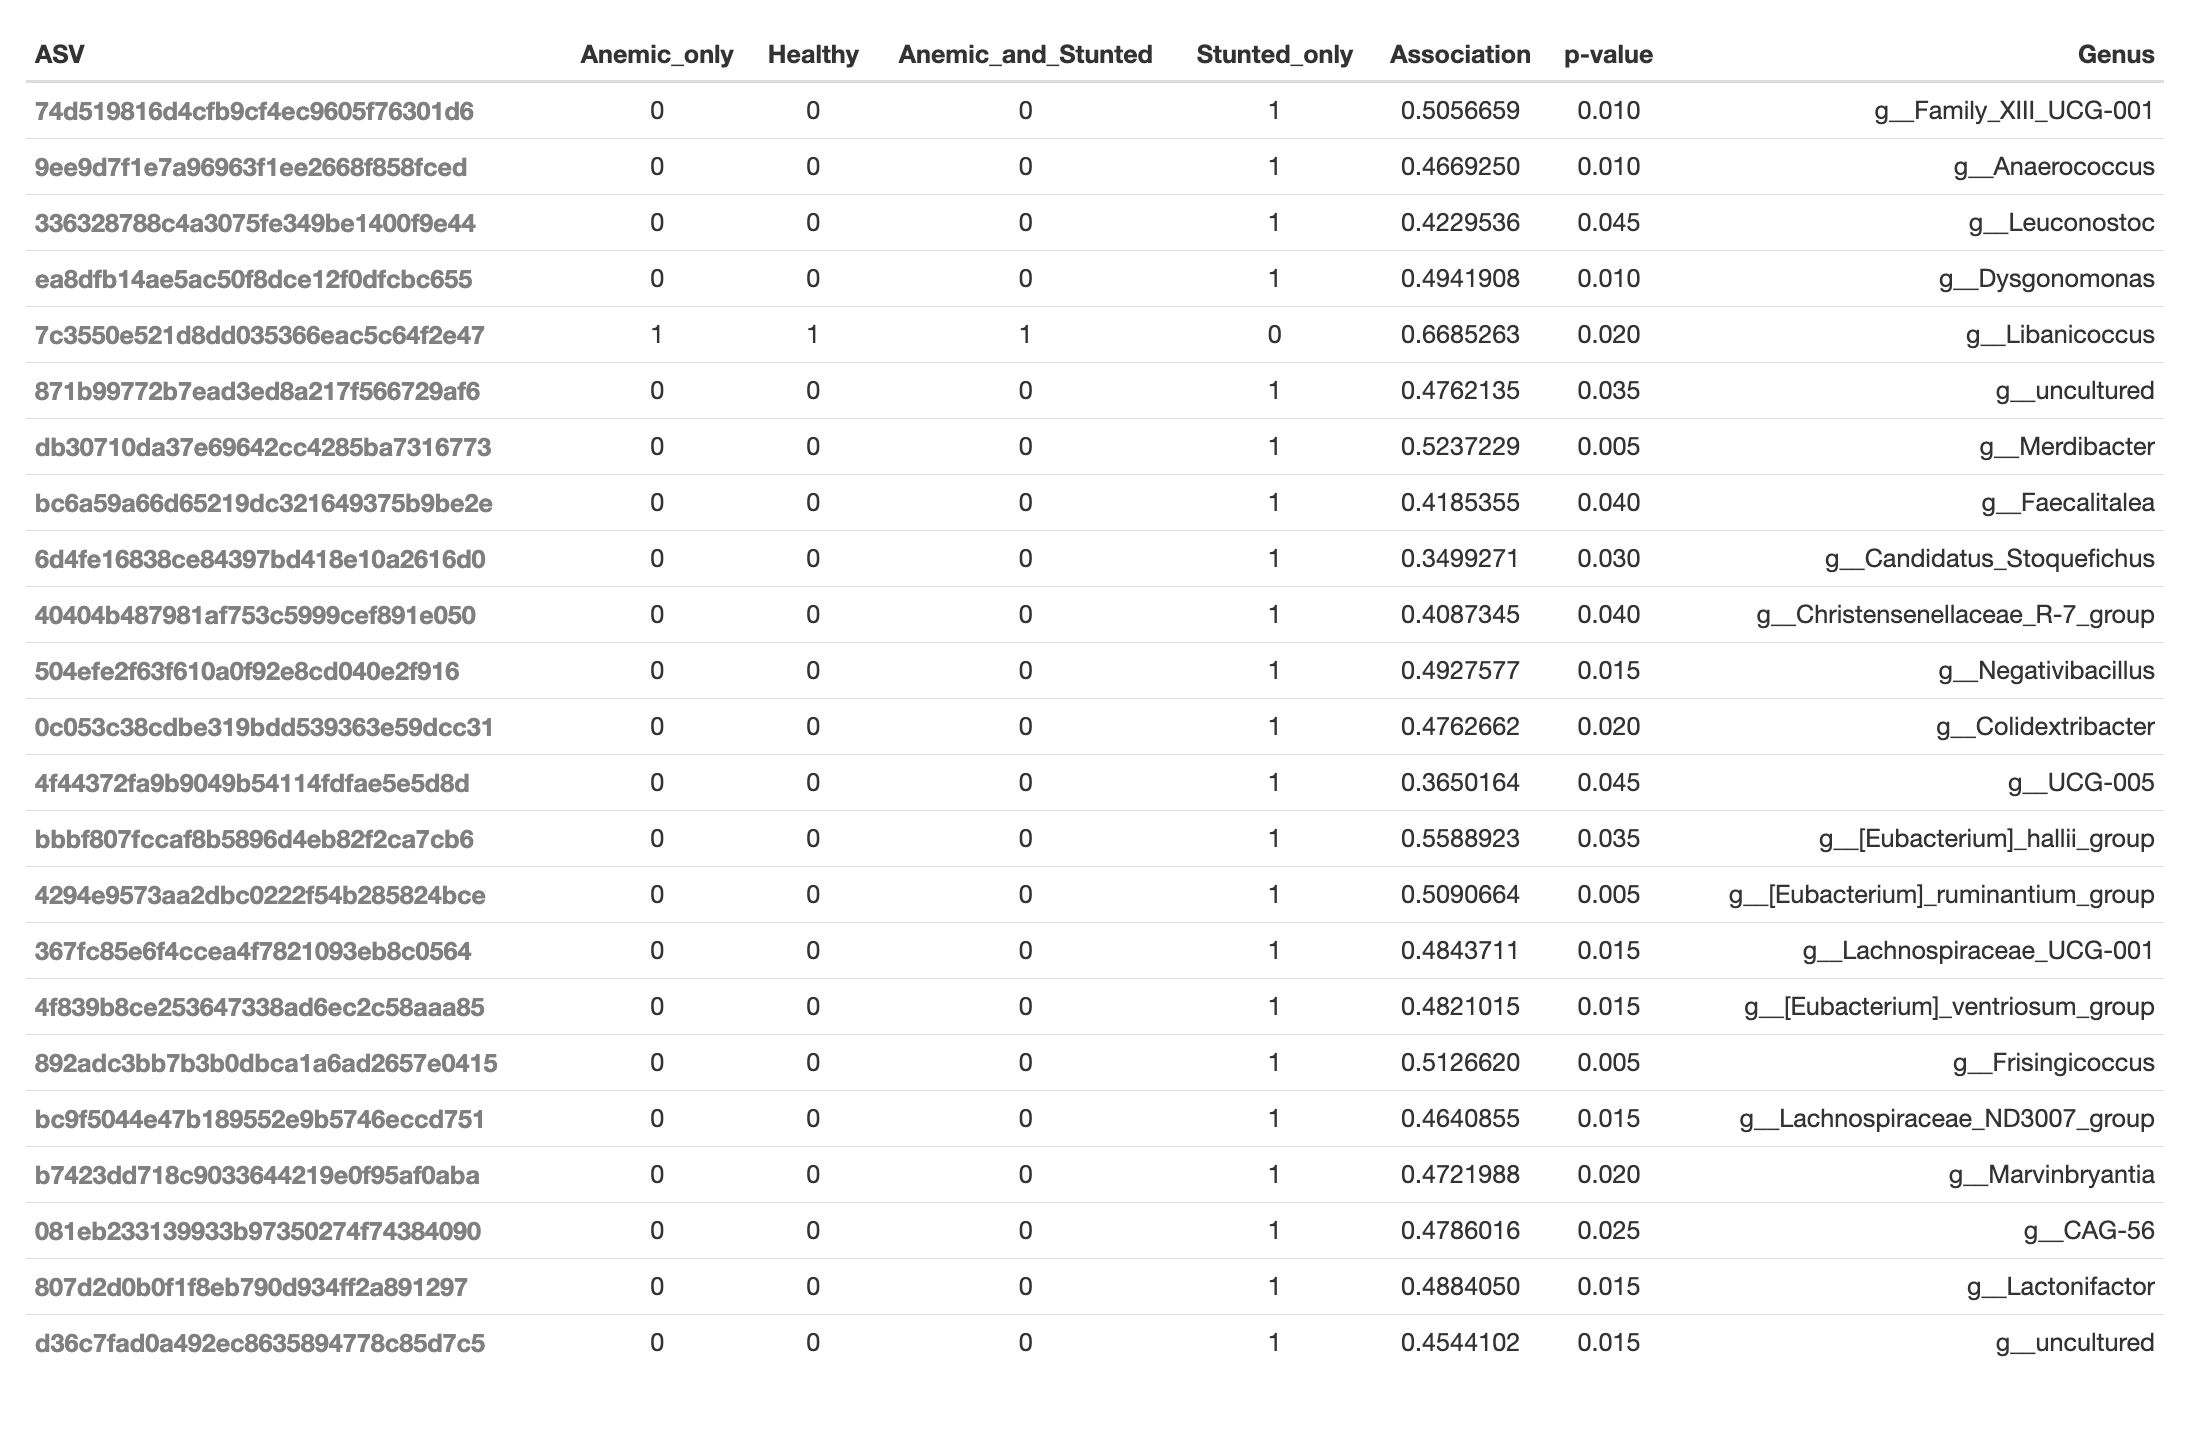 ASV Anemic_only Healthy Anemic_and_Stunted Stunted_only Association p-value Genus
74d519816d4cfb9cf4ec9605f76301d6 0 0 0 1 0.5056659 0.010 g__Family_XIII_UCG-001
9ee9d7f1e7a96963f1ee2668f858fced 0 0 0 1 0.4669250 0.010 g__Anaerococcus
336328788c4a3075fe349be1400f9e44 0 0 0 1 0.4229536 0.045 g__Leuconostoc
ea8dfb14ae5ac50f8dce12f0dfcbc655 0 0 0 1 0.4941908 0.010 g__Dysgonomonas
7c3550e521d8dd035366eac5c64f2e47 1 1 1 0 0.6685263 0.020 g__Libanicoccus
871b99772b7ead3ed8a217f566729af6 0 0 0 1 0.4762135 0.035 g__uncultured
db30710da37e69642cc4285ba7316773 0 0 0 1 0.5237229 0.005 g__Merdibacter
bc6a59a66d65219dc321649375b9be2e 0 0 0 1 0.4185355 0.040 g__Faecalitalea
6d4fe16838ce84397bd418e10a2616d0 0 0 0 1 0.3499271 0.030 g__Candidatus_Stoquefichus
40404b487981af753c5999cef891e050 0 0 0 1 0.4087345 0.040 g__Christensenellaceae_R-7_group
504efe2f63f610a0f92e8cd040e2f916 0 0 0 1 0.4927577 0.015 g__Negativibacillus
0c053c38cdbe319bdd539363e59dcc31 0 0 0 1 0.4762662 0.020 g__Colidextribacter
4f44372fa9b9049b54114fdfae5e5d8d 0 0 0 1 0.3650164 0.045 g__UCG-005
bbbf807fccaf8b5896d4eb82f2ca7cb6 0 0 0 1 0.5588923 0.035 g__[Eubacterium]_hallii_group
4294e9573aa2dbc0222f54b285824bce 0 0 0 1 0.5090664 0.005 g__[Eubacterium]_ruminantium_group
367fc85e6f4ccea4f7821093eb8c0564 0 0 0 1 0.4843711 0.015 g__Lachnospiraceae_UCG-001
4f839b8ce253647338ad6ec2c58aaa85 0 0 0 1 0.4821015 0.015 g__[Eubacterium]_ventriosum_group
892adc3bb7b3b0dbca1a6ad2657e0415 0 0 0 1 0.5126620 0.005 g__Frisingicoccus
bc9f5044e47b189552e9b5746eccd751 0 0 0 1 0.4640855 0.015 g__Lachnospiraceae_ND3007_group
b7423dd718c9033644219e0f95af0aba 0 0 0 1 0.4721988 0.020 g__Marvinbryantia
081eb233139933b97350274f74384090 0 0 0 1 0.4786016 0.025 g__CAG-56
807d2d0b0f1f8eb790d934ff2a891297 0 0 0 1 0.4884050 0.015 g__Lactonifactor
d36c7fad0a492ec8635894778c85d7c5 0 0 0 1 0.4544102 0.015 g__uncultured